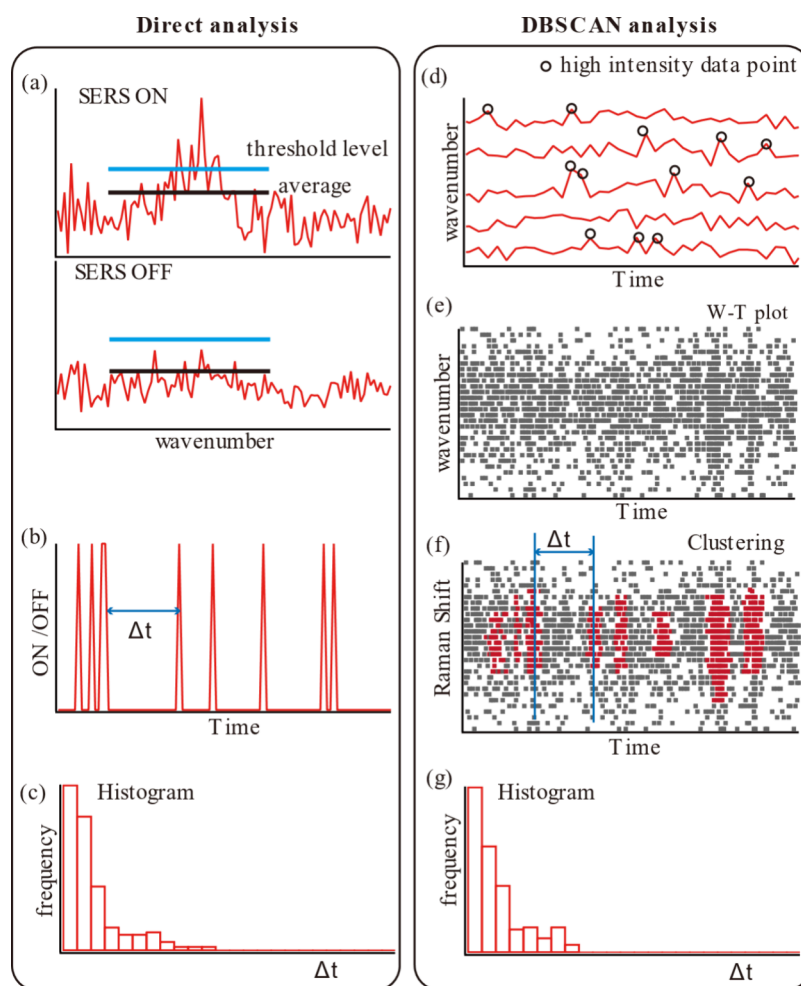 Direct analysis
(a)
SERS ON
threshold level
average
SERS OFF
wavenumber
(b)
ON /OFF
Δt
Time
(c)
Histogram
frequency
Δt
DBSCAN analysis
(d)
high intensity data point
wavenumber
Time
(e)
W-T plot
wavenumber
Time
(f)
Δt
Clustering
Raman Shift
Time
(g)
Histogram
frequency
Δt